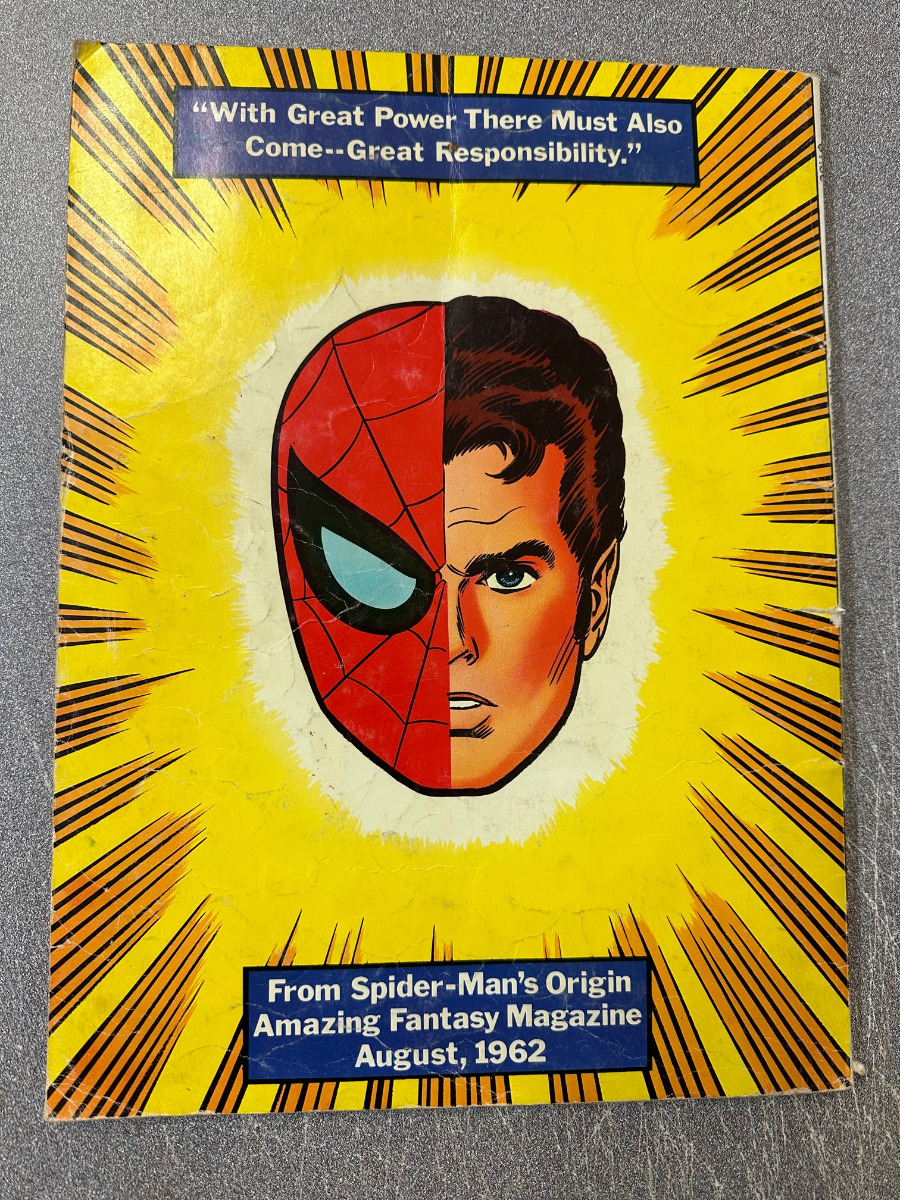 “With Great Power There Must Also
Come--Great Responsibility.”
From Spider-Man’s Origin
Amazing Fantasy Magazine
August, 1962